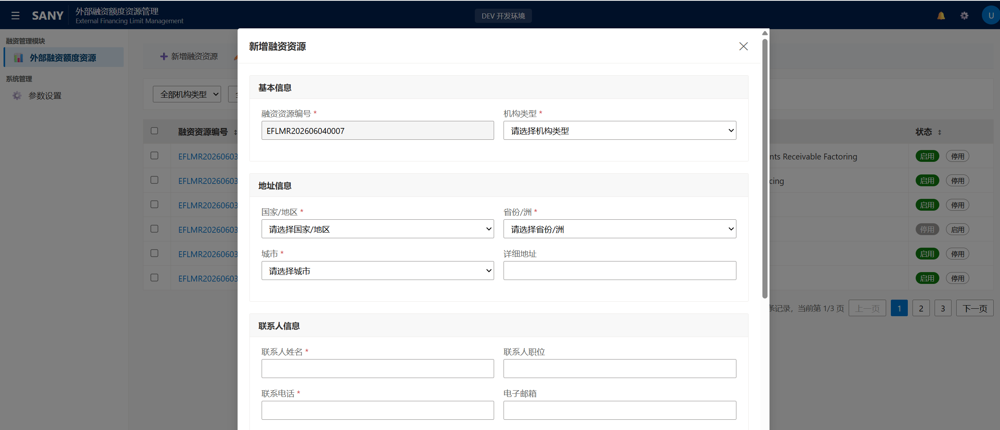 ☰ SANY 外部融资额度资源管理
External Financing Limit Management
DEV 开发环境
U
融资管理模块
外部融资额度资源
系统管理
参数设置
新增融资资源
全部机构类型
融资资源编号
状态
EFLMR20260603
nts Receivable Factoring
启用 停用
EFLMR20260603
cing
启用 停用
EFLMR20260603
启用 停用
EFLMR20260603
停用 启用
EFLMR20260603
启用 停用
EFLMR20260603
启用 停用
条记录，当前第 1/3 页 上一页 1 2 3 下一页
新增融资资源
基本信息
融资资源编号 * 机构类型 *
EFLMR202606040007 请选择机构类型
地址信息
国家/地区 * 省份/洲 *
请选择国家/地区 请选择省份/洲
城市 * 详细地址
请选择城市
联系人信息
联系人姓名 * 联系人职位
联系电话 * 电子邮箱